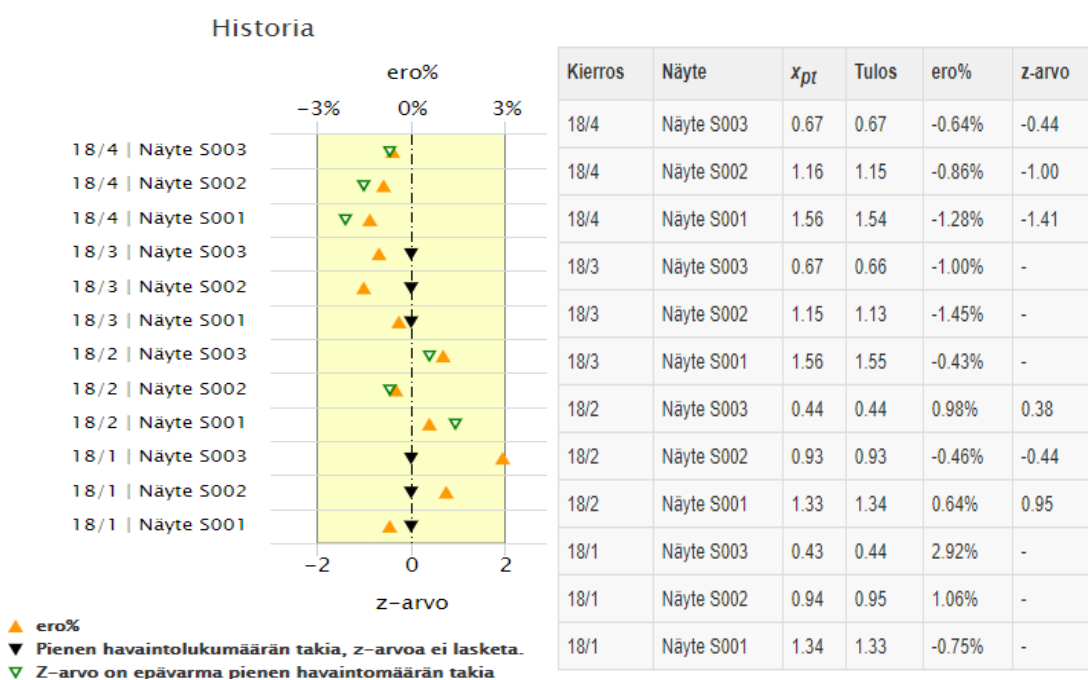 Historia
ero%
−3% 0% 3%
18/4 | Näyte S003
18/4 | Näyte S002
18/4 | Näyte S001
18/3 | Näyte S003
18/3 | Näyte S002
18/3 | Näyte S001
18/2 | Näyte S003
18/2 | Näyte S002
18/2 | Näyte S001
18/1 | Näyte S003
18/1 | Näyte S002
18/1 | Näyte S001
−2 0 2
z−arvo
ero%
Pienen havaintolukumäärän takia, z−arvoa ei lasketa.
Z−arvo on epävarma pienen havaintomäärän takia
Kierros Näyte xpt Tulos ero% z-arvo
18/4 Näyte S003 0.67 0.67 -0.64% -0.44
18/4 Näyte S002 1.16 1.15 -0.86% -1.00
18/4 Näyte S001 1.56 1.54 -1.28% -1.41
18/3 Näyte S003 0.67 0.66 -1.00% -
18/3 Näyte S002 1.15 1.13 -1.45% -
18/3 Näyte S001 1.56 1.55 -0.43% -
18/2 Näyte S003 0.44 0.44 0.98% 0.38
18/2 Näyte S002 0.93 0.93 -0.46% -0.44
18/2 Näyte S001 1.33 1.34 0.64% 0.95
18/1 Näyte S003 0.43 0.44 2.92% -
18/1 Näyte S002 0.94 0.95 1.06% -
18/1 Näyte S001 1.34 1.33 -0.75% -